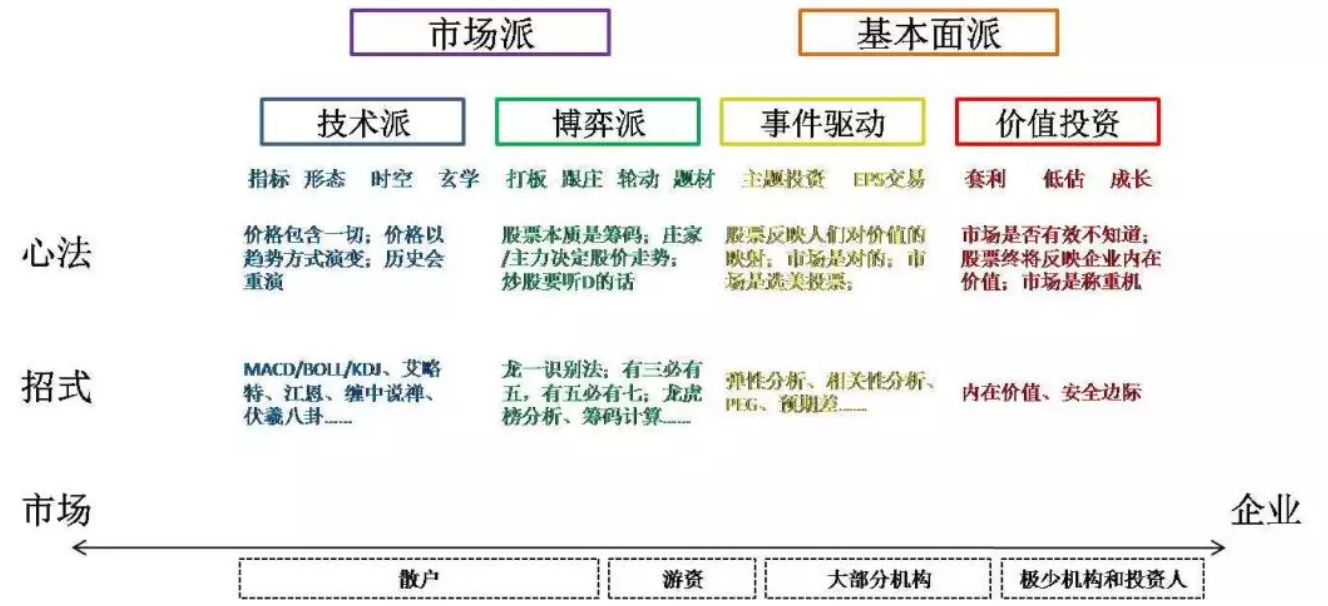 市场派 基本面派
技术派 博弈派 事件驱动 价值投资
指标 形态 时空 玄学 打板 跟庄 轮动 题材 主题投资 EPS交易 套利 低估 成长
心法
价格包含一切；价格以
趋势方式演变；历史会
重演
股票本质是筹码；庄家
/主力决定股价走势；
炒股要听D的话
股票反映人们对价值的
映射；市场是对的；市
场是选美投票；
市场是否有效不知道；
股票终将反映企业内在
价值；市场是称重机
招式
MACD/BOLL/KDJ、艾略
特、江恩、缠中说禅、
伏羲八卦......
龙一识别法；有三必有
五，有五必有七；龙虎
榜分析、筹码计算......
弹性分析、相关性分析、
PEG、预期差......
内在价值、安全边际
市场 企业
散户 游资 大部分机构 极少机构和投资人